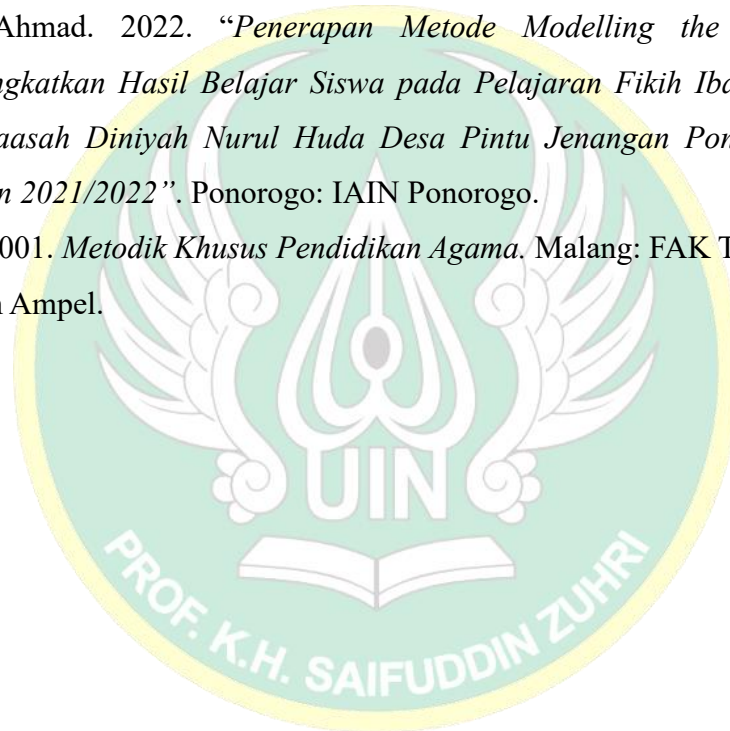 Ahmad. 2022. “Penerapan Metode Modelling the
ngkatkan Hasil Belajar Siswa pada Pelajaran Fikih Iba
aasah Diniyah Nurul Huda Desa Pintu Jenangan Pon
n 2021/2022”. Ponorogo: IAIN Ponorogo.
001. Metodik Khusus Pendidikan Agama. Malang: FAK T
n Ampel.
UIN
PROF. K.H. SAIFUDDIN ZUHRI